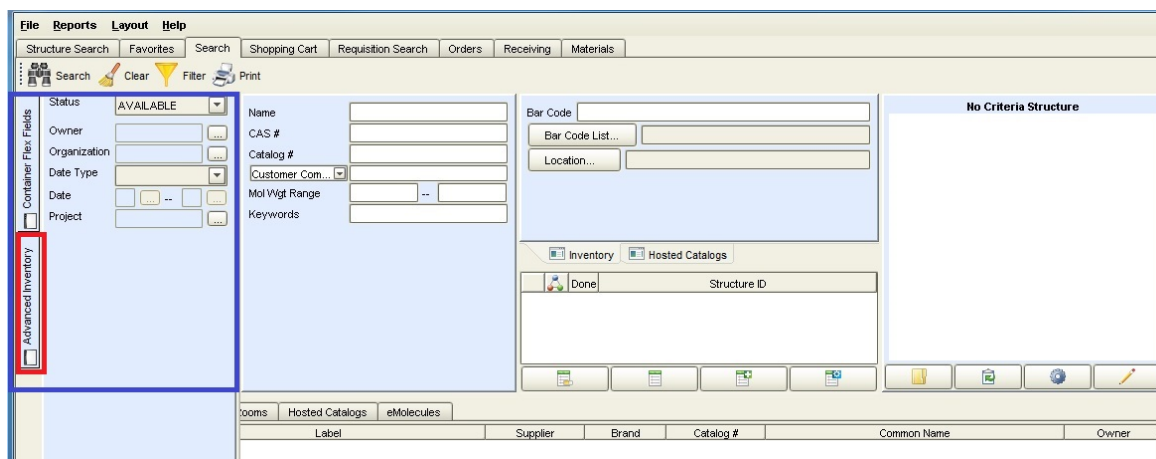 File Reports Layout Help
Structure Search Favorites Search Shopping Cart Requisition Search Orders Receiving Materials
Search Clear Filter Print
Container Flex Fields
Advanced Inventory
Status AVAILABLE
Owner ...
Organization ...
Date Type
Date ... -- ...
Project ...
Name
CAS #
Catalog #
Customer Com...
Mol Wgt Range --
Keywords
Bar Code
Bar Code List...
Location...
Inventory Hosted Catalogs
Done Structure ID
No Criteria Structure
ooms Hosted Catalogs eMolecules
Label Supplier Brand Catalog # Common Name Owner